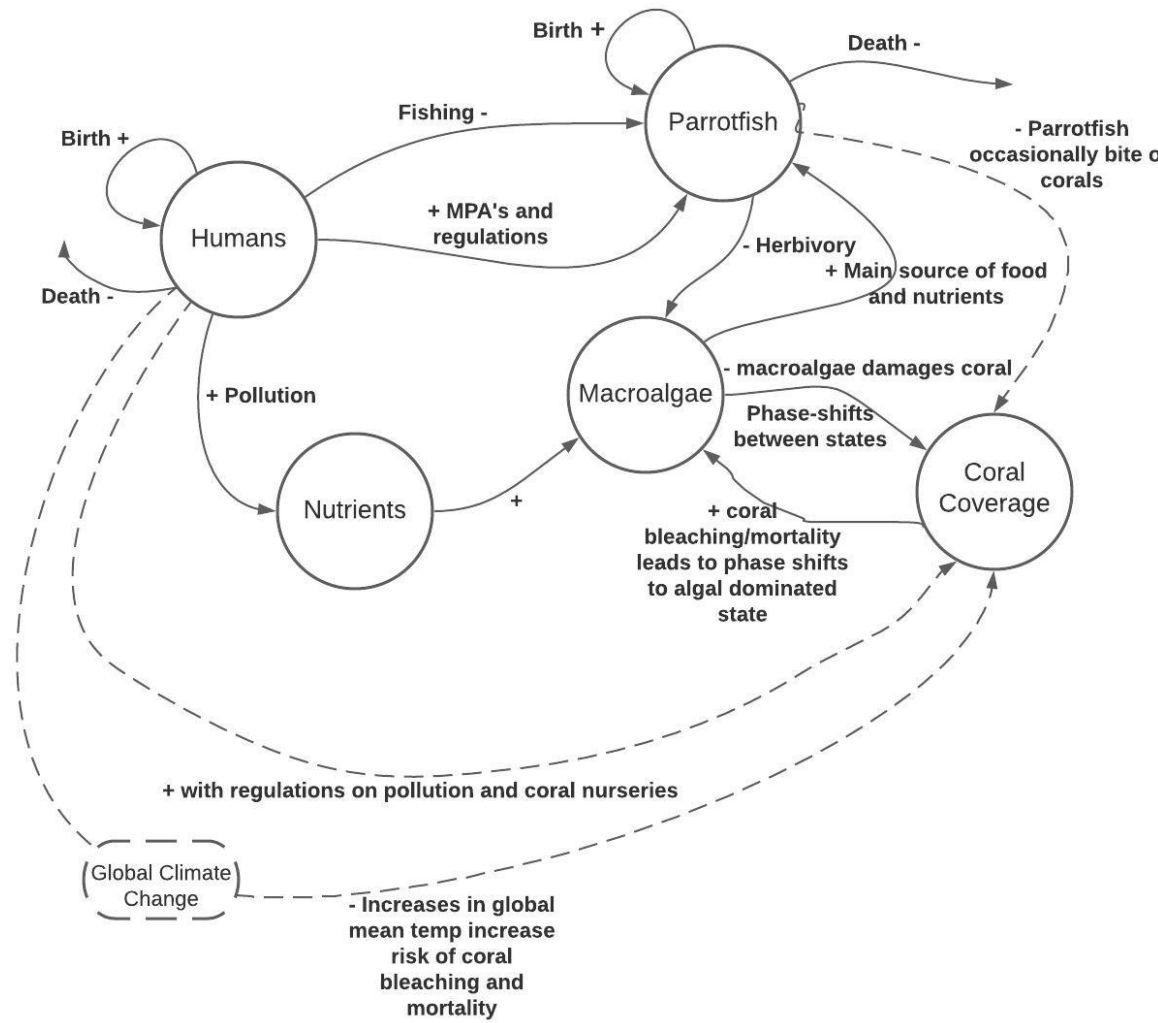 Birth +
Death -
Parrotfish
Fishing -
- Parrotfish
occasionally bite o
corals
Birth +
+ MPA's and
regulations
Humans
- Herbivory
+ Main source of food
and nutrients
Death -
- macroalgae damages coral
+ Pollution
Macroalgae
Phase-shifts
between states
Coral
Coverage
Nutrients
+
+ coral
bleaching/mortality
leads to phase shifts
to algal dominated
state
+ with regulations on pollution and coral nurseries
Global Climate
Change
- Increases in global
mean temp increase
risk of coral
bleaching and
mortality